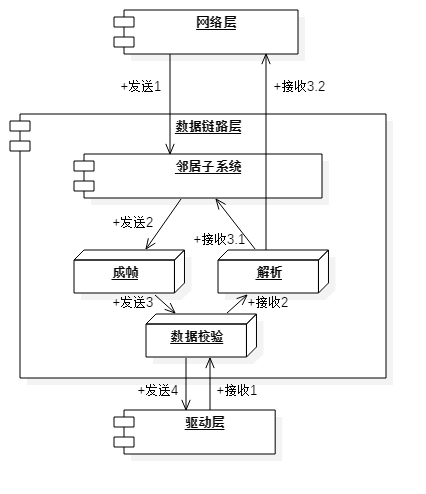 网络层
+发送1
+接收3.2
数据链路层
邻居子系统
+发送2
+接收3.1
成帧
解析
+发送3
+接收2
数据校验
+发送4
+接收1
驱动层